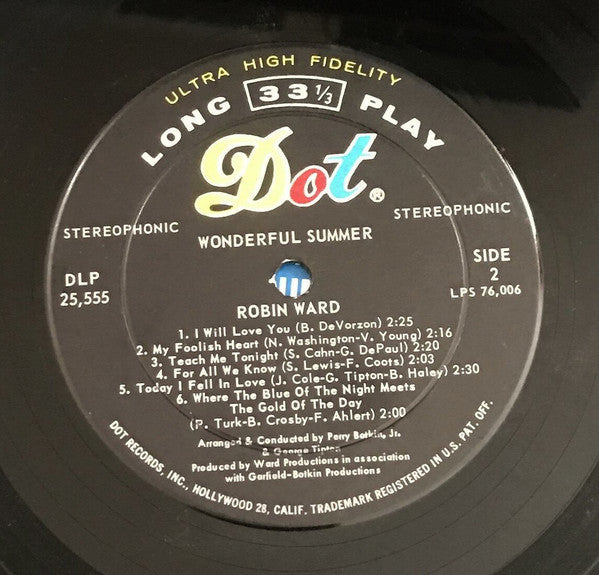 ULTRA HIGH FIDELITY
LONG 33 1/3 PLAY
Dot®
STEREOPHONIC STEREOPHONIC
WONDERFUL SUMMER
DLP
25,555
SIDE
2
LPS 76,006
ROBIN WARD
1. I Will Love You (B. DeVorzon) 2:25
2. My Foolish Heart (N. Washington-V. Young) 2:16
3. Teach Me Tonight (S. Cahn-G. DePaul) 2:20
4. For All We Know (S. Lewis-F. Coots) 2:03
5. Today I Fell In Love (J. Cole-G. Tipton-B. Haley) 2:30
6. Where The Blue Of The Night Meets
The Gold Of The Day
(P. Turk-B. Crosby-F. Ahlert) 2:00
Arranged & Conducted by Perry Botkin, Jr.
& George Tipton
Produced by Ward Productions in association
with Garfield-Botkin Productions
DOT RECORDS, INC., HOLLYWOOD 28, CALIF. TRADEMARK REGISTERED IN U.S. PAT. OFF.